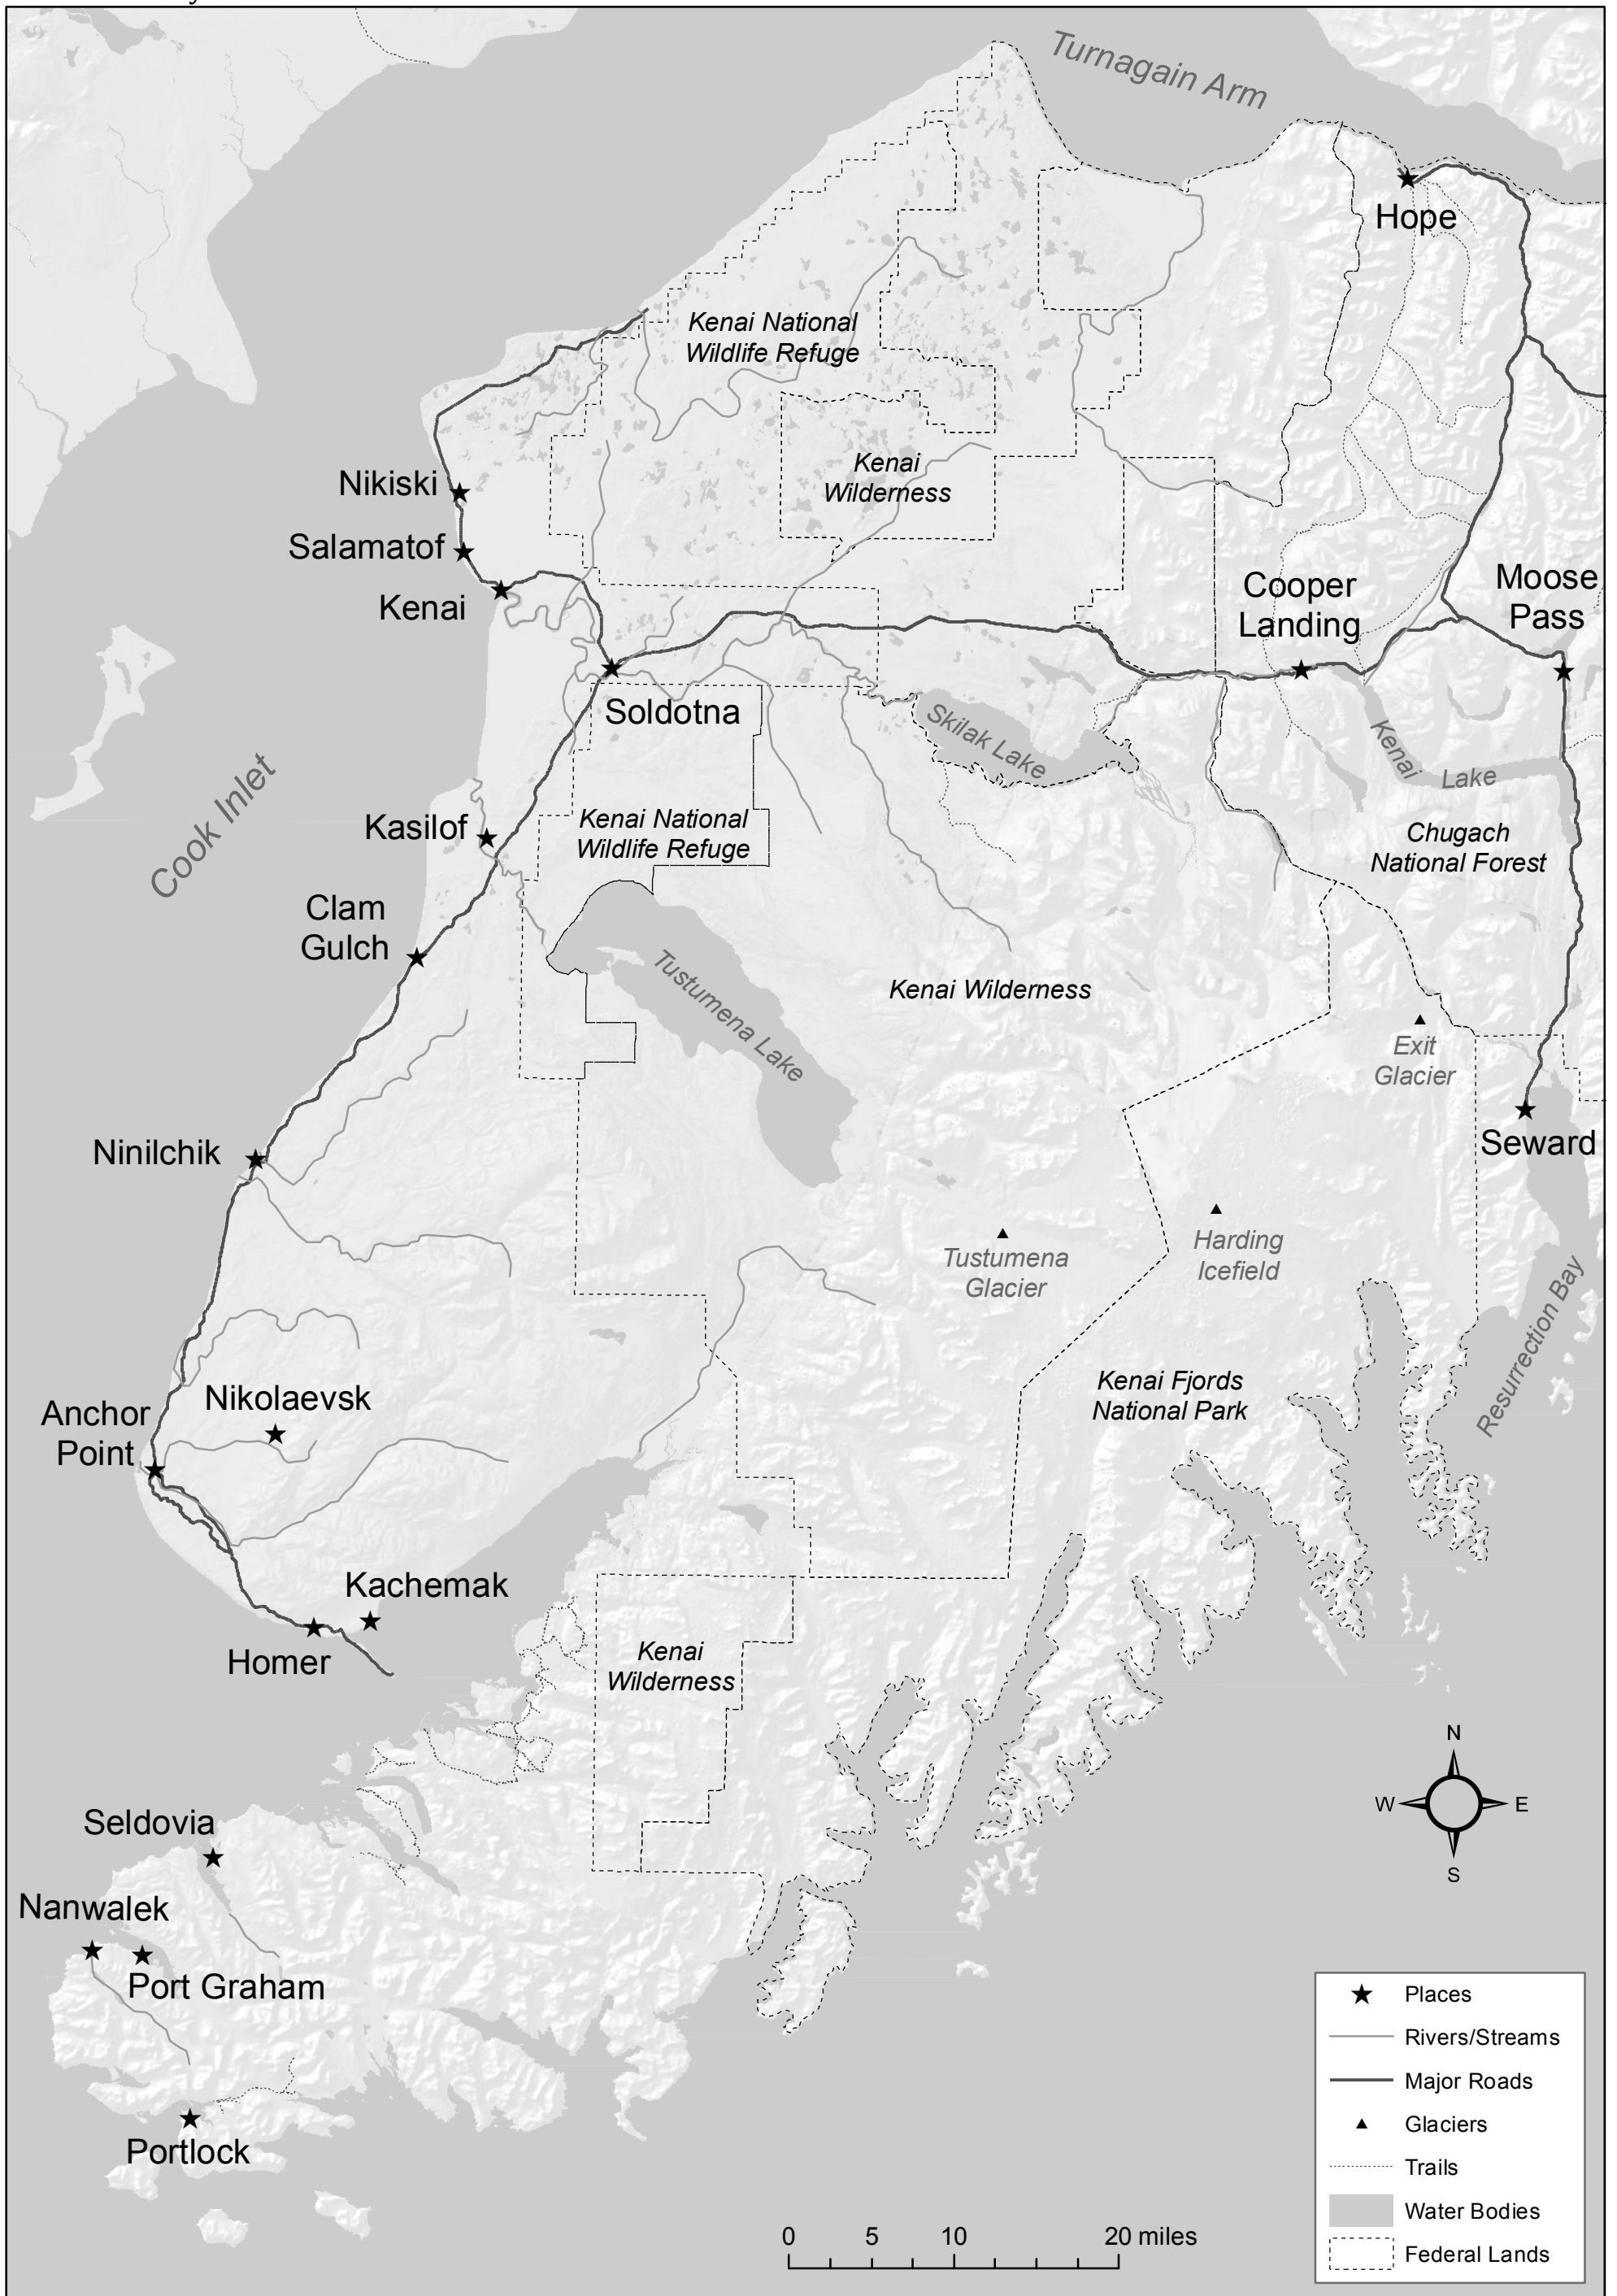 Turnagain Arm
Hope
Kenai National
Wildlife Refuge
Kenai
Wilderness
Nikiski
Salamatof
Kenai
Cooper
Landing
Moose
Pass
Soldotna
Skilak Lake
Kenai
Lake
Cook Inlet
Kasilof
Kenai National
Wildlife Refuge
Chugach
National Forest
Clam
Gulch
Tustumena Lake
Kenai Wilderness
Exit
Glacier
Seward
Ninilchik
Tustumena
Glacier
Harding
Icefield
Resurrection Bay
Kenai Fjords
National Park
Nikolaevsk
Anchor
Point
Kachemak
Homer
Kenai
Wilderness
N
W
E
S
Seldovia
Nanwalek
Port Graham
Portlock
Places
Rivers/Streams
Major Roads
Glaciers
Trails
Water Bodies
Federal Lands
0 5 10 20 miles